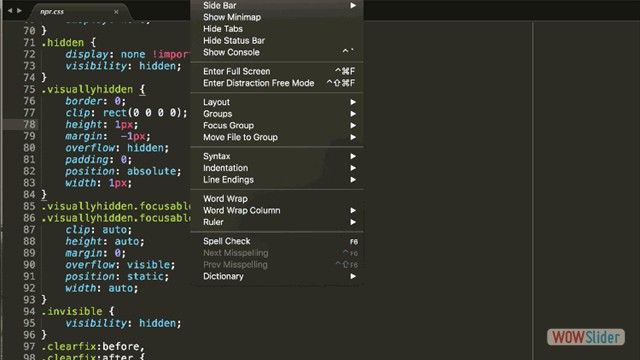 npr.css
70 }
71 .hidden {
72 display: none !impor
73 visibility: hidden;
74 }
75 .visuallyhidden {
76 border: 0;
77 clip: rect(0 0 0 0);
78 height: 1px;
79 margin: -1px;
80 overflow: hidden;
81 padding: 0;
82 position: absolute;
83 width: 1px;
84 }
85 .visuallyhidden.focusable
86 .visuallyhidden.focusable
87 clip: auto;
88 height: auto;
89 margin: 0;
90 overflow: visible;
91 position: static;
92 width: auto;
93 }
94 .invisible {
95 visibility: hidden;
96 }
97 .clearfix:before,
98 .clearfix:after {
Side Bar
Show Minimap
Hide Tabs
Hide Status Bar
Show Console ^`
Enter Full Screen ^⌘F
Enter Distraction Free Mode ^⇧⌘F
Layout
Groups
Focus Group
Move File to Group
Syntax
Indentation
Line Endings
Word Wrap
Word Wrap Column
Ruler
Spell Check F6
Next Misspelling ^F6
Prev Misspelling ^⇧F6
Dictionary
WOWSlider